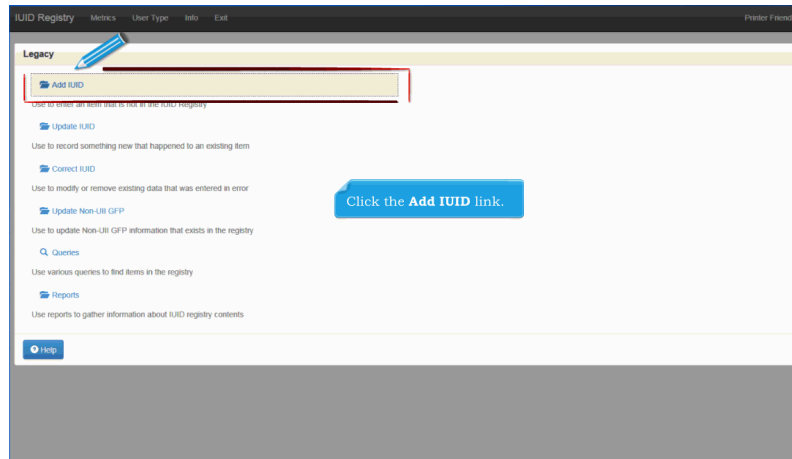 IUID Registry Metrics User Type Info Exit Printer Friend
Legacy
Add IUID
Use to enter an item that is not in the IUID Registry
Update IUID
Use to record something new that happened to an existing item
Correct IUID
Use to modify or remove existing data that was entered in error
Click the Add IUID link.
Update Non-UII GFP
Use to update Non-UII GFP information that exists in the registry
Queries
Use various queries to find items in the registry
Reports
Use reports to gather information about IUID registry contents
Help